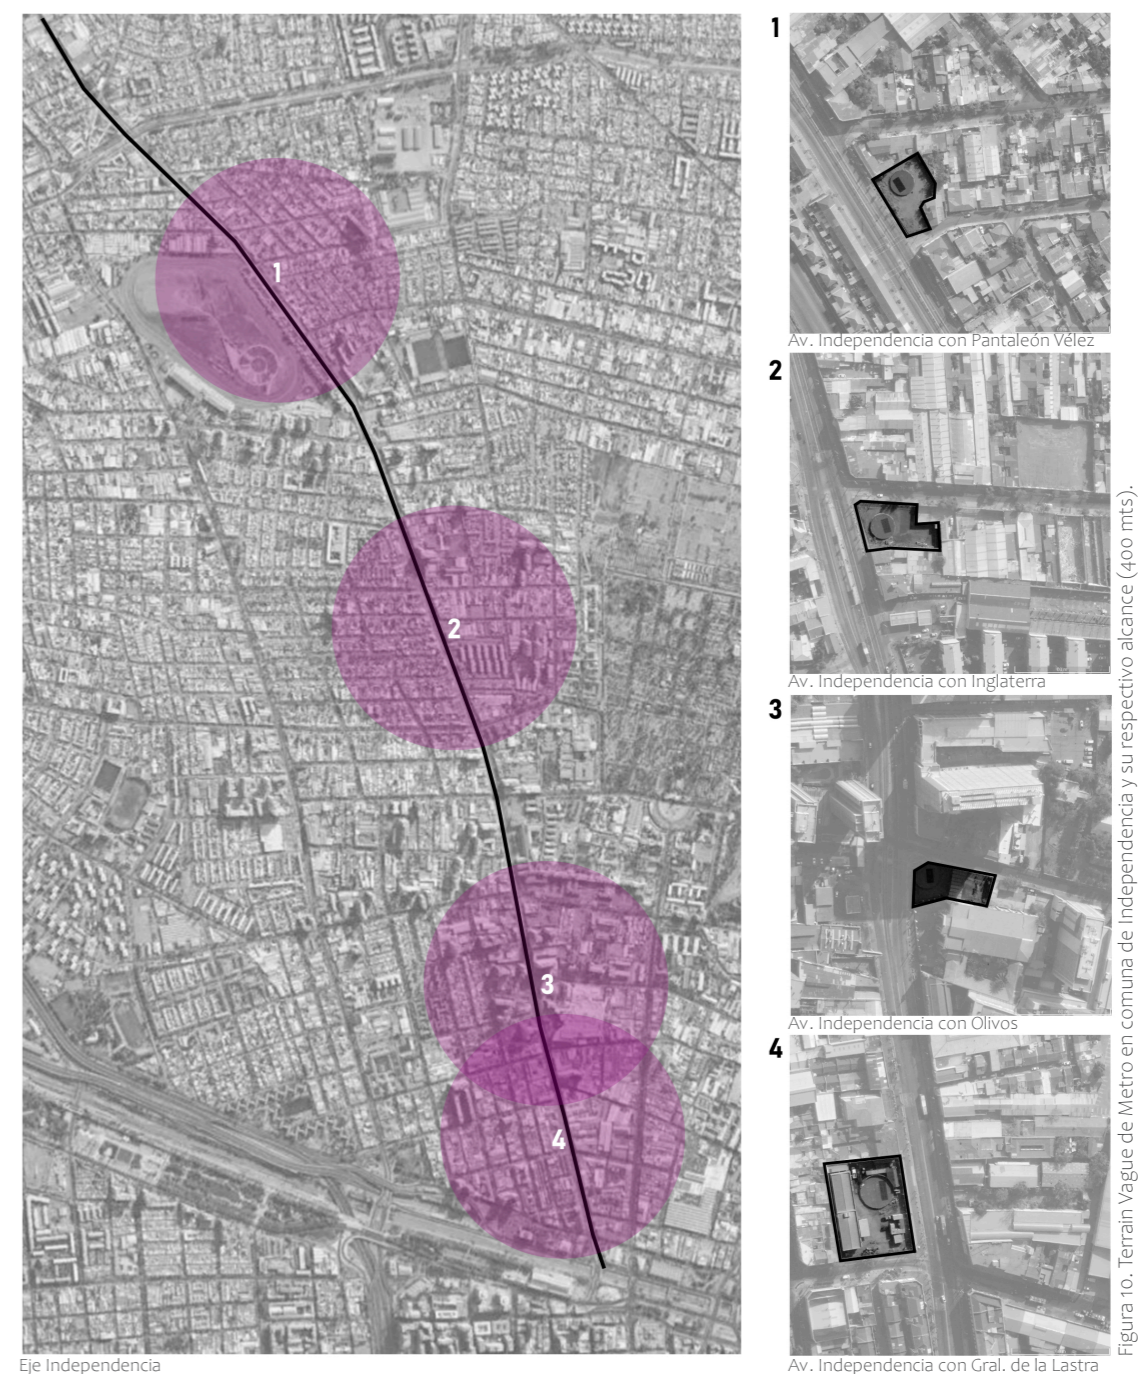 1
2
3
4
Eje Independencia
1
Av. Independencia con Pantaleón Vélez
2
Av. Independencia con Inglaterra
3
Av. Independencia con Olivos
4
Av. Independencia con Gral. de la Lastra
Figura 10. Terrain Vague de Metro en comuna de Independencia y su respectivo alcance (400 mts).